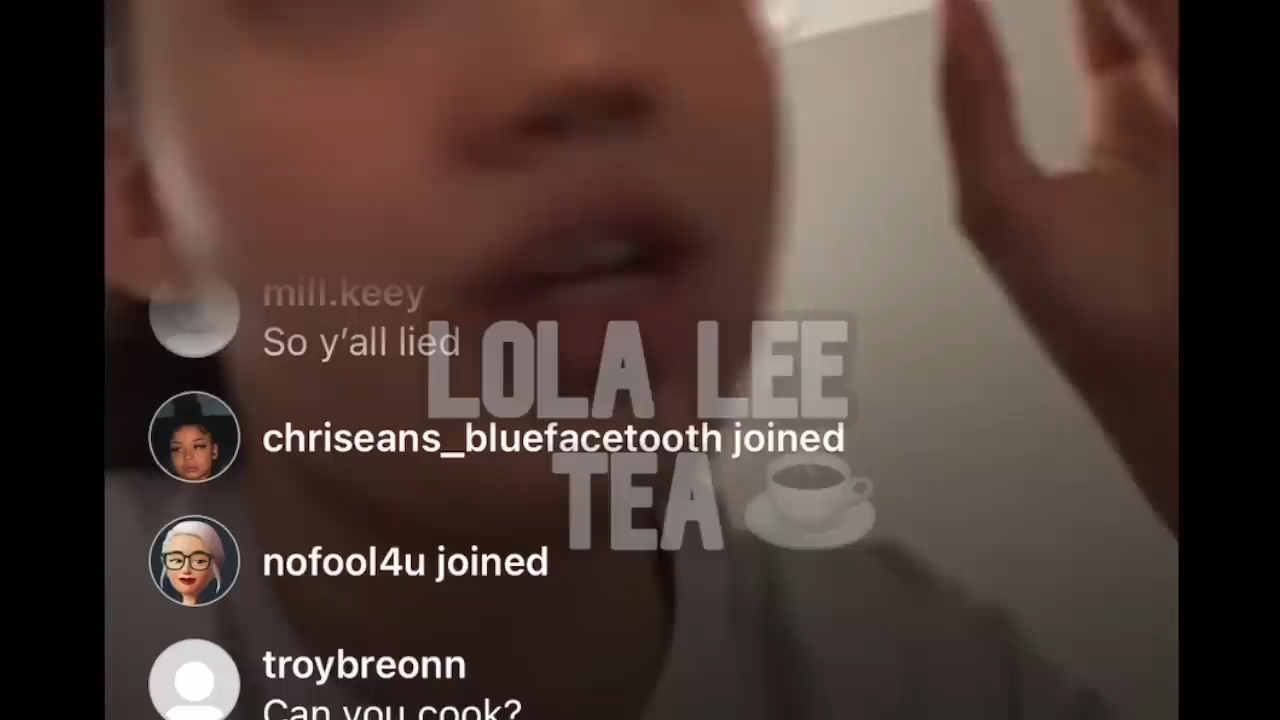 mill.keey
So y’all lied
LOLA LEE
chriseans_bluefacetooth joined
TEA
nofool4u joined
troybreonn
Can you cook?